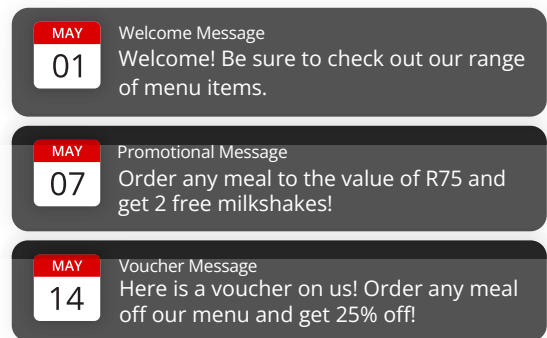 MAY
01
Welcome Message
Welcome! Be sure to check out our range
of menu items.
MAY
07
Promotional Message
Order any meal to the value of R75 and
get 2 free milkshakes!
MAY
14
Voucher Message
Here is a voucher on us! Order any meal
off our menu and get 25% off!